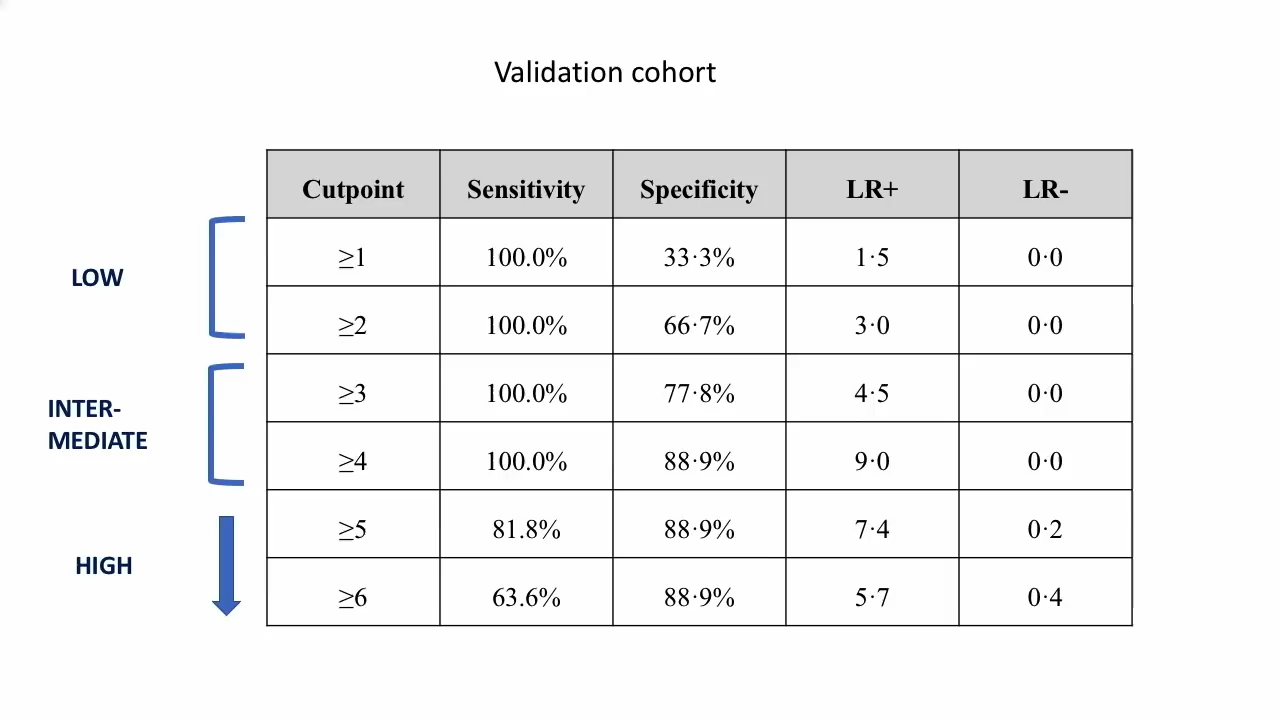 Validation cohort
Cutpoint Sensitivity Specificity LR+ LR-
LOW
≥1 100.0% 33·3% 1·5 0·0
≥2 100.0% 66·7% 3·0 0·0
INTER-
MEDIATE
≥3 100.0% 77·8% 4·5 0·0
≥4 100.0% 88·9% 9·0 0·0
HIGH
≥5 81.8% 88·9% 7·4 0·2
≥6 63.6% 88·9% 5·7 0·4